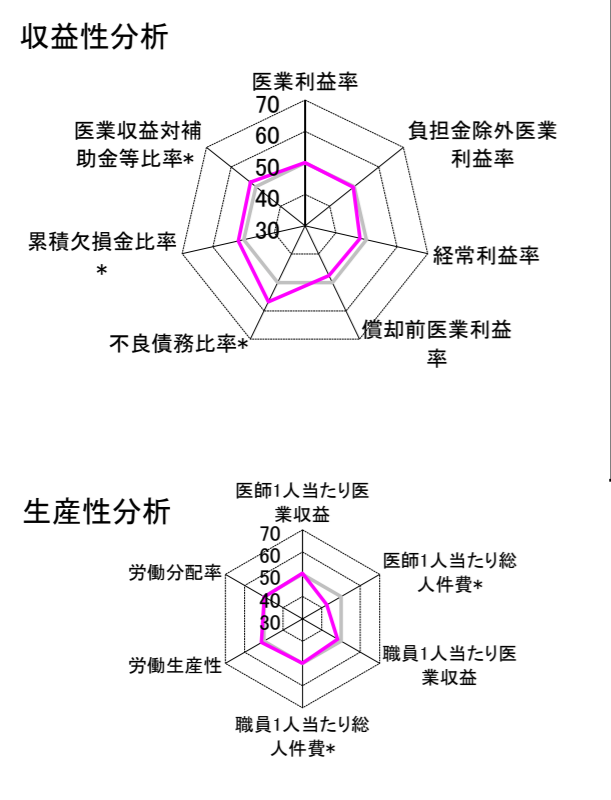 収益性分析
医業利益率
70
60
50
40
30
負担金除外医業
利益率
経常利益率
償却前医業利益
率
不良債務比率*
累積欠損金比率
*
医業収益対補
助金等比率*
生産性分析
医師1人当たり医
業収益
70
60
50
40
30
医師1人当たり総
人件費*
職員1人当たり医
業収益
職員1人当たり総
人件費*
労働生産性
労働分配率